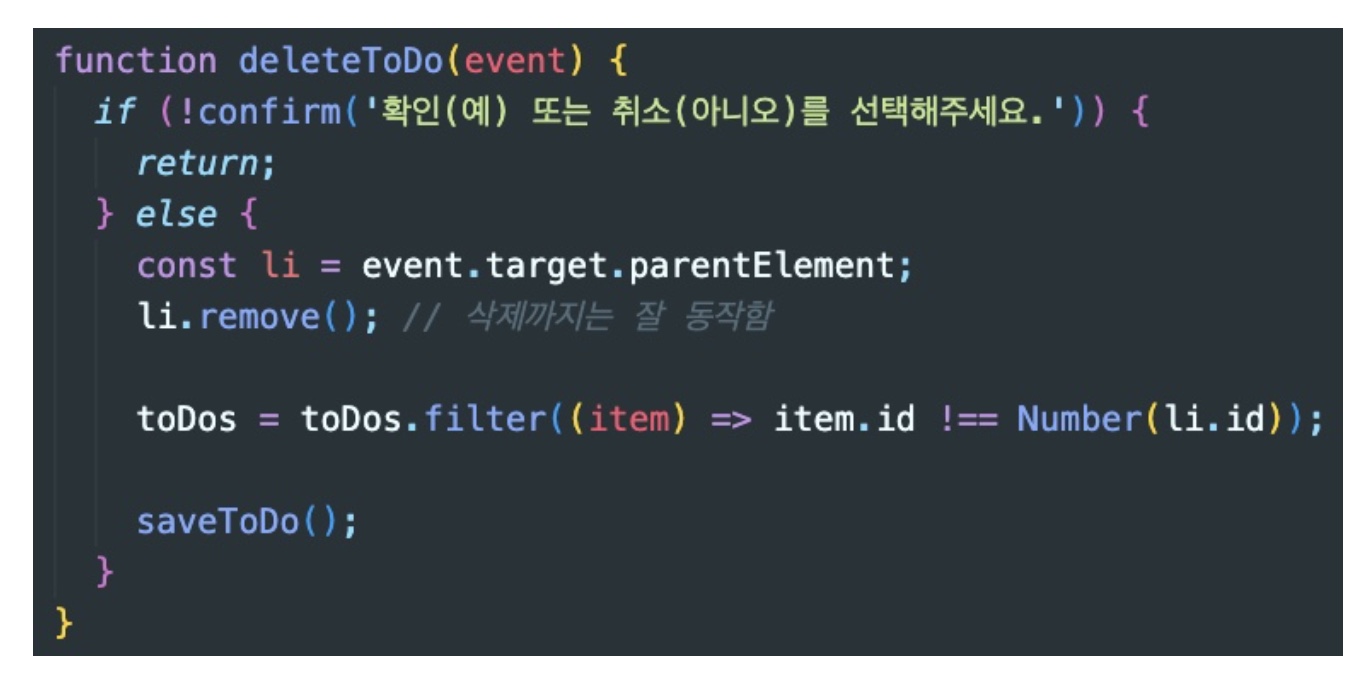 function deleteToDo(event) {
if (!confirm('확인(예) 또는 취소(아니오)를 선택해주세요.')) {
return;
} else {
const li = event.target.parentElement;
li.remove(); // 삭제까지는 잘 동작함
toDos = toDos.filter((item) => item.id !== Number(li.id));
saveToDo();
}
}